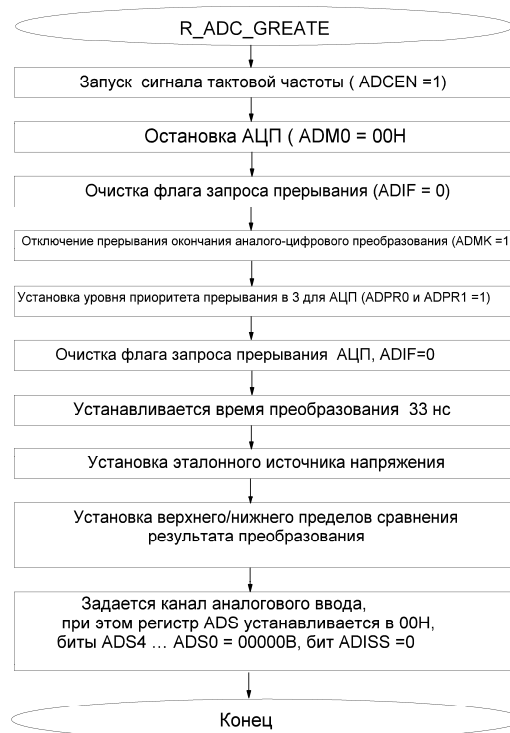 R_ADC_GREATE
Запуск сигнала тактовой частоты ( ADCEN =1)
Остановка АЦП ( ADM0 = 00H
Очистка флага запроса прерывания (ADIF = 0)
Отключение прерывания окончания аналого-цифрового преобразования (ADMK =1
Установка уровня приоритета прерывания в 3 для АЦП (ADPR0 и ADPR1 =1)
Очистка флага запроса прерывания АЦП, ADIF=0
Устанавливается время преобразования 33 нс
Установка эталонного источника напряжения
Установка верхнего/нижнего пределов сравнения
результата преобразования
Задается канал аналогового ввода,
при этом регистр ADS устанавливается в 00H,
биты ADS4 … ADS0 = 00000B, бит ADISS =0
Конец